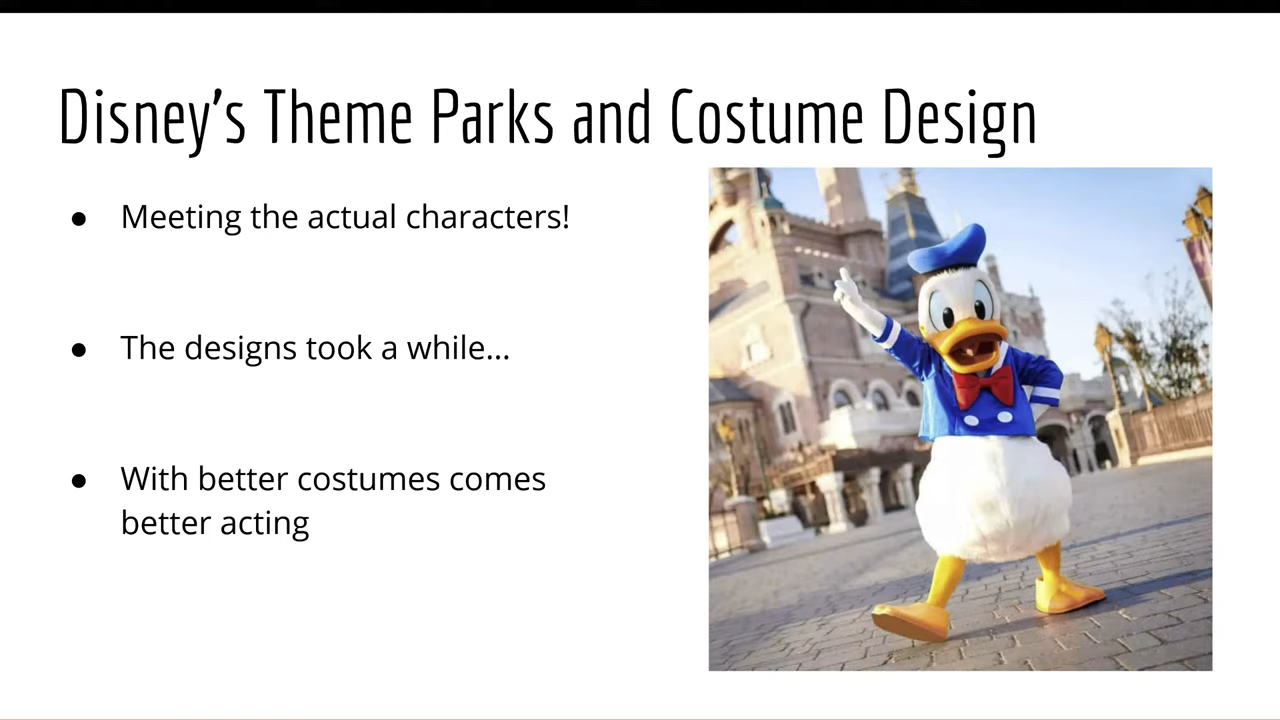 Disney’s Theme Parks and Costume Design
● Meeting the actual characters!
● The designs took a while...
● With better costumes comes
better acting